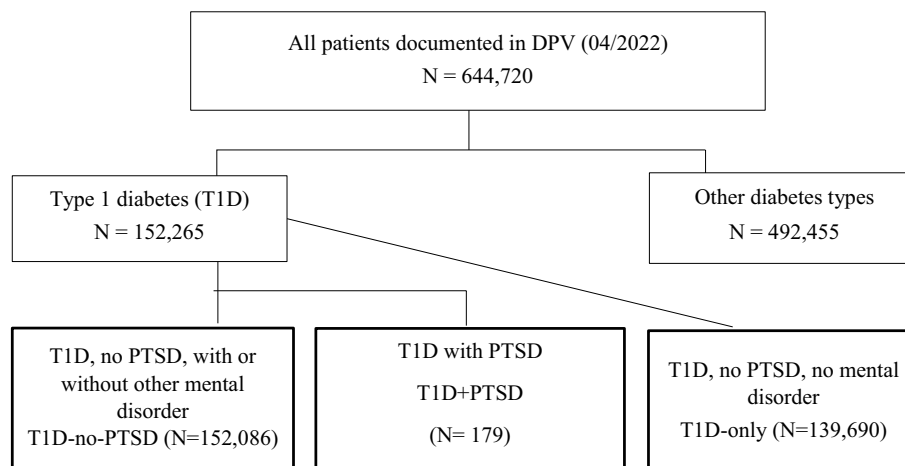 All patients documented in DPV (04/2022)
N = 644,720
Type 1 diabetes (T1D)
N = 152,265
Other diabetes types
N = 492,455
T1D, no PTSD, with or
without other mental
disorder
T1D-no-PTSD (N=152,086)
T1D with PTSD
T1D+PTSD
(N= 179)
T1D, no PTSD, no mental
disorder
T1D-only (N=139,690)